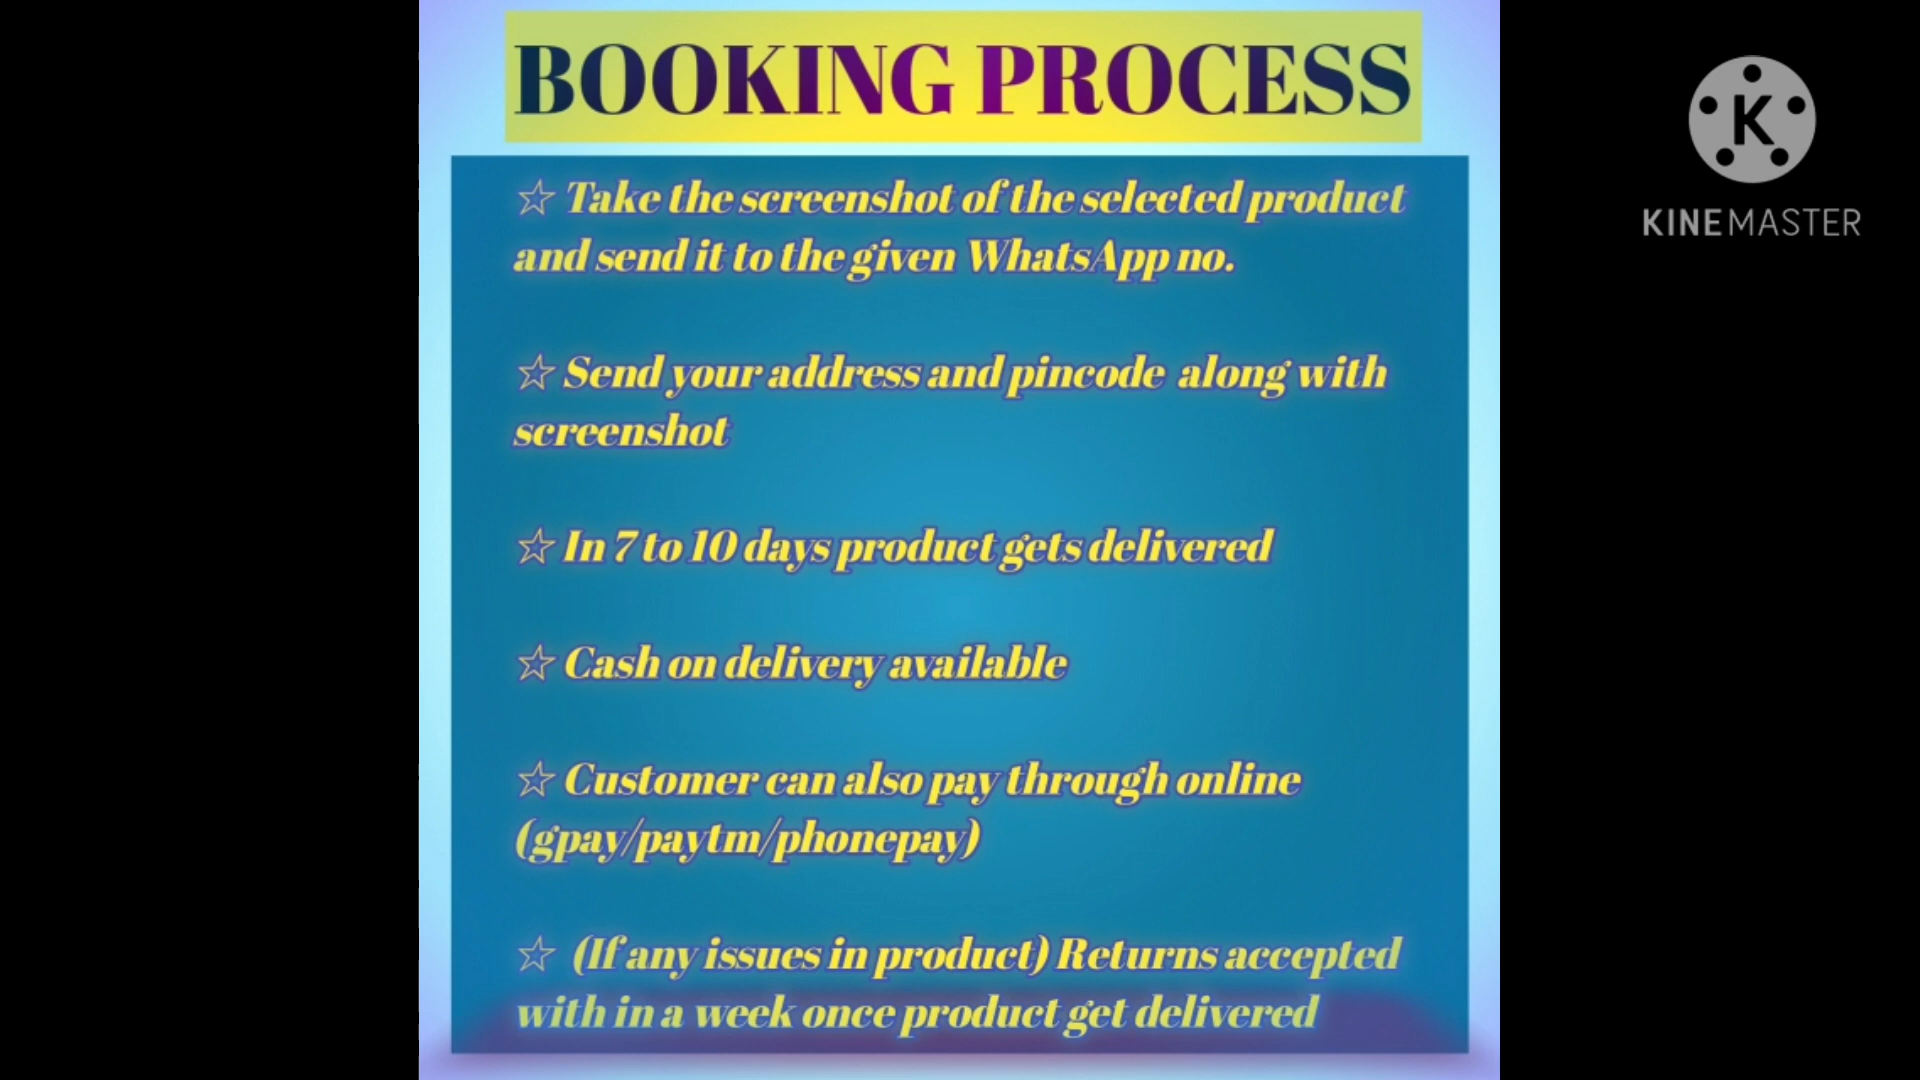 BOOKING PROCESS
☆ Take the screenshot of the selected product
and send it to the given WhatsApp no.
☆ Send your address and pincode along with
screenshot
☆ In 7 to 10 days product gets delivered
☆ Cash on delivery available
☆ Customer can also pay through online
(gpay/paytm/phonepay)
☆ (If any issues in product) Returns accepted
with in a week once product get delivered
K
KINEMASTER